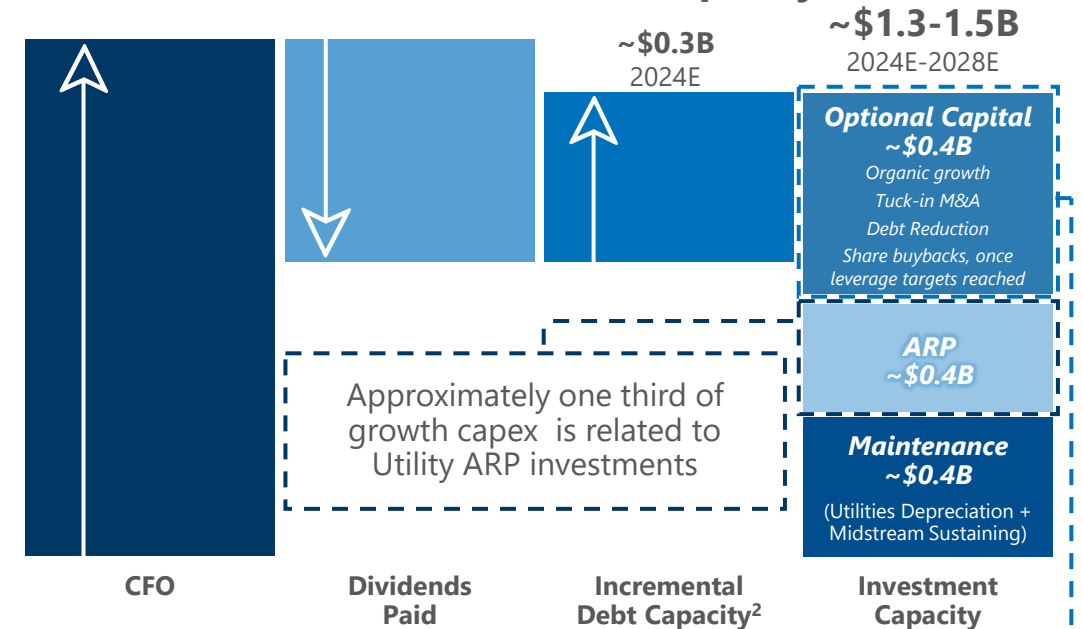 ~$0.3B
2024E
~$1.3-1.5B
2024E-2028E
Optional Capital
~$0.4B
Organic growth
Tuck-in M&A
Debt Reduction
Share buybacks, once
leverage targets reached
ARP
~$0.4B
Approximately one third of
growth capex is related to
Utility ARP investments
Maintenance
~$0.4B
(Utilities Depreciation +
Midstream Sustaining)
CFO
Dividends
Paid
Incremental
Debt Capacity²
Investment
Capacity